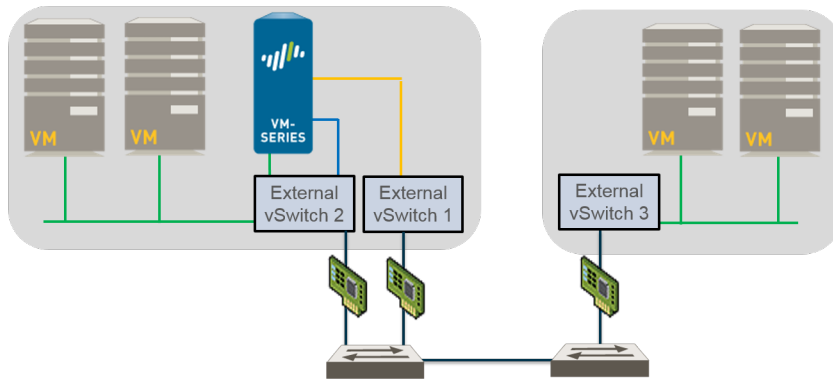 VM
VM
VM-
SERIES
External
vSwitch 2
External
vSwitch 1
External
vSwitch 3
VM
VM